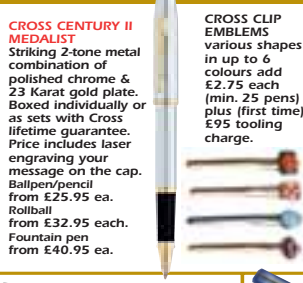 CROSS CENTURY II
MEDALIST
Striking 2-tone metal
combination of
polished chrome &
23 Karat gold plate.
Boxed individually or
as sets with Cross
lifetime guarantee.
Price includes laser
engraving your
message on the cap.
Ballpen/pencil
from £25.95 ea.
Rollball
from £32.95 each.
Fountain pen
from £40.95 ea.
CROSS CLIP
EMBLEMS
various shapes
in up to 6
colours add
£2.75 each
(min. 25 pens)
plus (first time)
£95 tooling
charge.